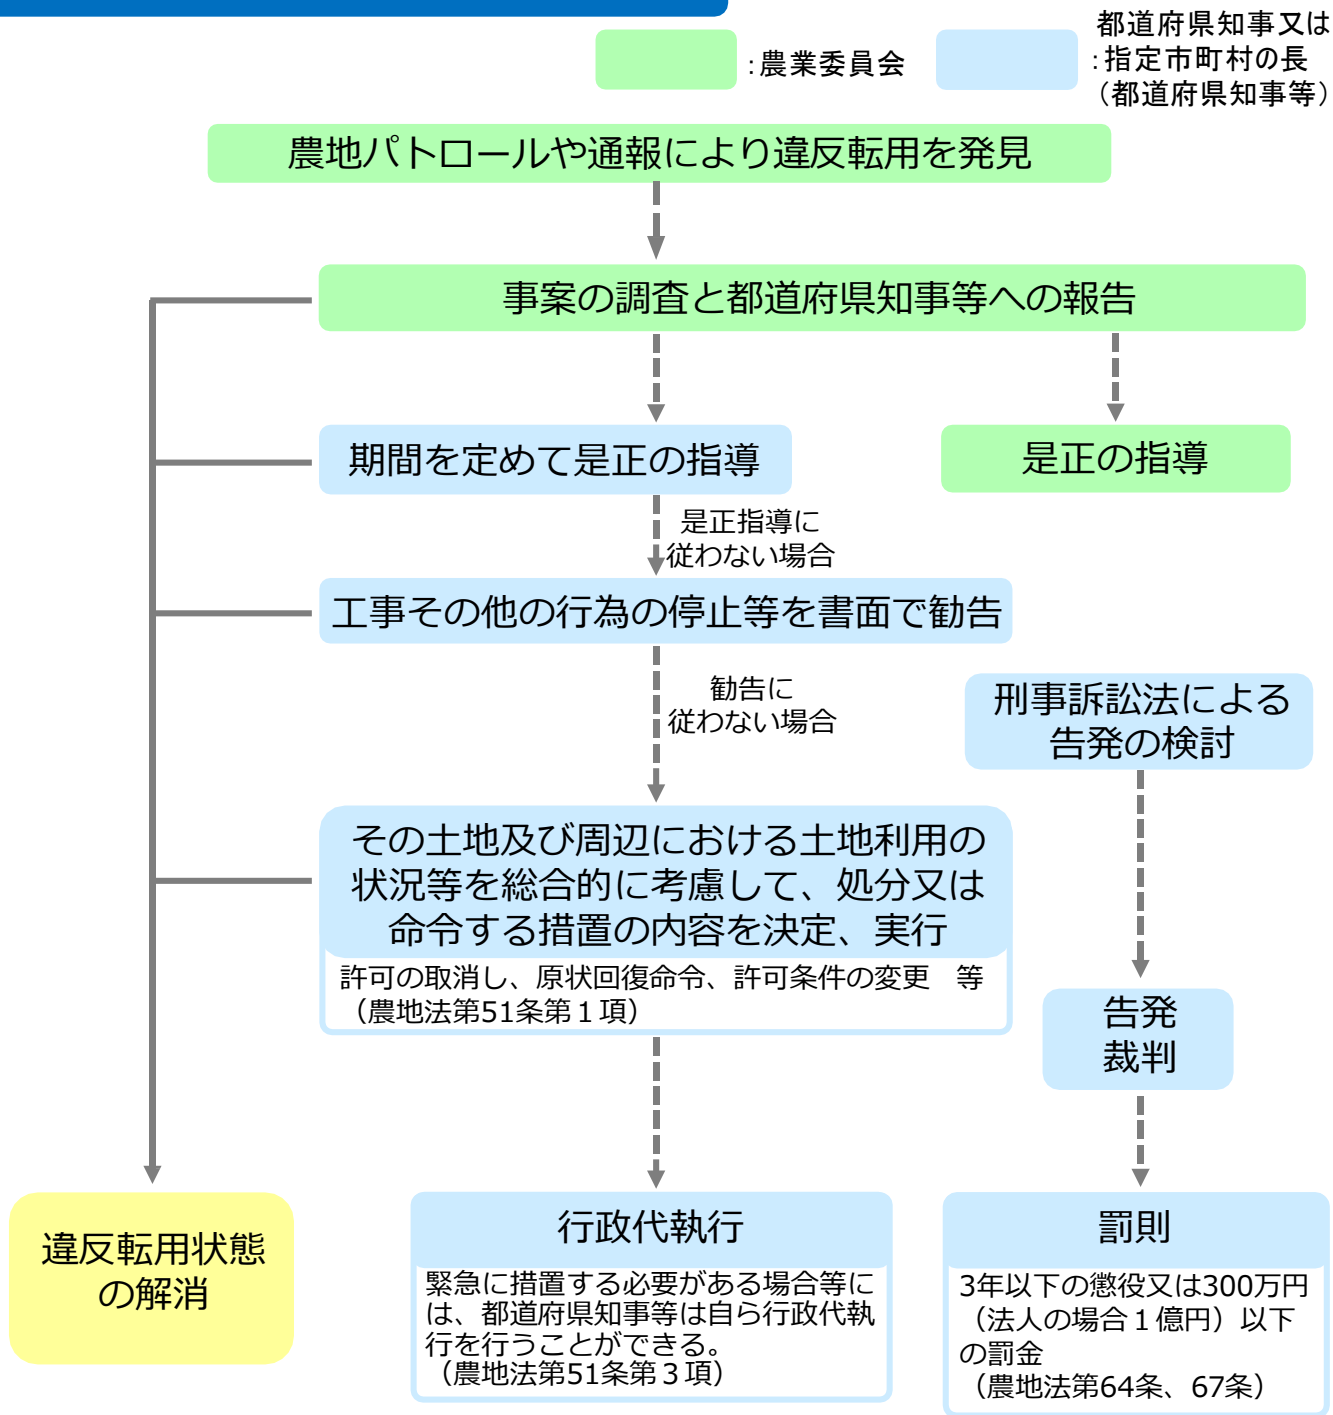 :農業委員会
都道府県知事又は
:指定市町村の長
（都道府県知事等）
農地パトロールや通報により違反転用を発見
事案の調査と都道府県知事等への報告
期間を定めて是正の指導
是正の指導
是正指導に
従わない場合
工事その他の行為の停止等を書面で勧告
勧告に
従わない場合
刑事訴訟法による
告発の検討
その土地及び周辺における土地利用の
状況等を総合的に考慮して、処分又は
命令する措置の内容を決定、実行
許可の取消し、原状回復命令、許可条件の変更　等
（農地法第51条第１項）
告発
裁判
違反転用状態
の解消
行政代執行
緊急に措置する必要がある場合等に
は、都道府県知事等は自ら行政代執
行を行うことができる。
（農地法第51条第３項）
罰則
3年以下の懲役又は300万円
（法人の場合１億円）以下
の罰金
（農地法第64条、67条）